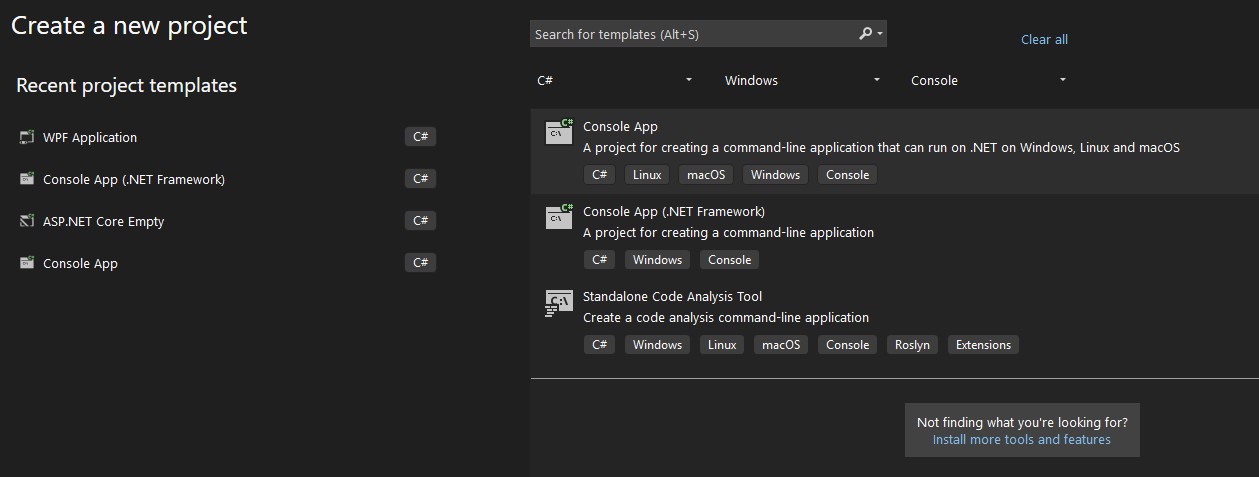 Create a new project
Recent project templates
WPF Application C#
Console App (.NET Framework) C#
ASP.NET Core Empty C#
Console App C#
Search for templates (Alt+S)
Clear all
C# Windows Console
Console App
A project for creating a command-line application that can run on .NET on Windows, Linux and macOS
C# Linux macOS Windows Console
Console App (.NET Framework)
A project for creating a command-line application
C# Windows Console
Standalone Code Analysis Tool
Create a code analysis command-line application
C# Windows Linux macOS Console Roslyn Extensions
Not finding what you're looking for?
Install more tools and features